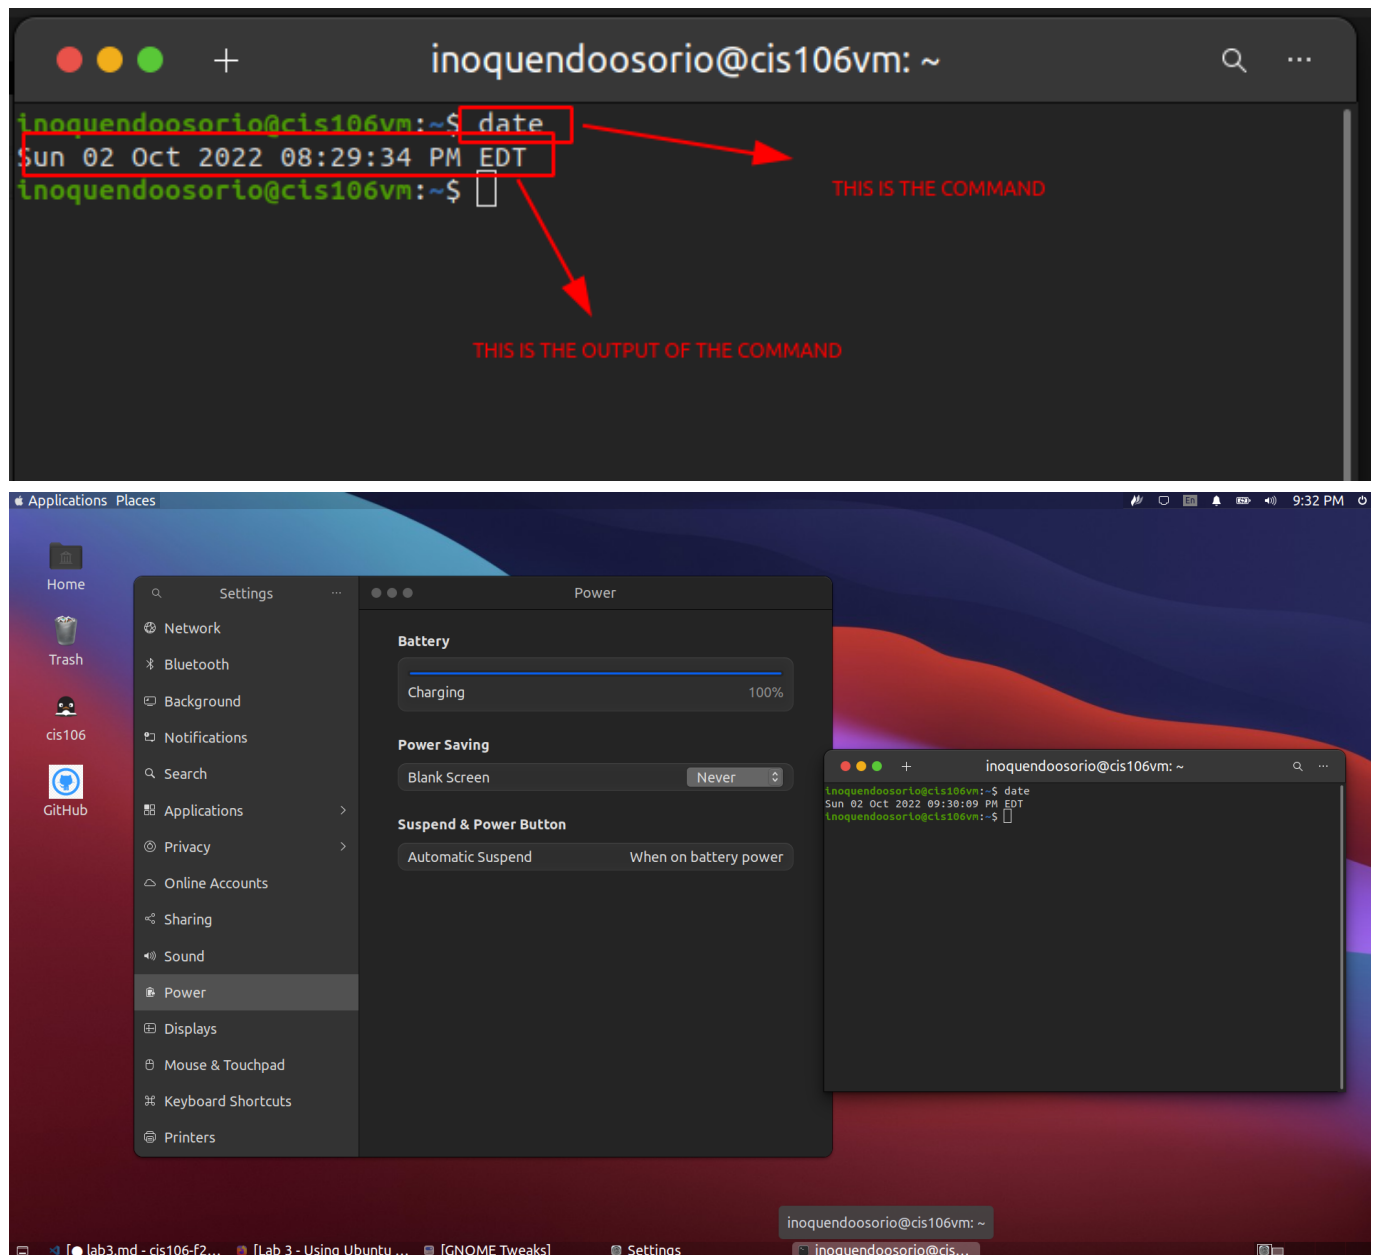 inoquendoosorio@cis106vm: ~
inoquendoosorio@cis106vm:~$ date
Sun 02 Oct 2022 08:29:34 PM EDT
inoquendoosorio@cis106vm:~$
THIS IS THE COMMAND
THIS IS THE OUTPUT OF THE COMMAND
Applications Places
En
9:32 PM
Home
Trash
cis106
GitHub
Settings
Network
Bluetooth
Background
Notifications
Search
Applications
Privacy
Online Accounts
Sharing
Sound
Power
Displays
Mouse & Touchpad
Keyboard Shortcuts
Printers
Power
Battery
Charging 100%
Power Saving
Blank Screen Never
Suspend & Power Button
Automatic Suspend When on battery power
inoquendoosorio@cis106vm: ~
inoquendoosorio@cis106vm:~$ date
Sun 02 Oct 2022 09:30:09 PM EDT
inoquendoosorio@cis106vm:~$
inoquendoosorio@cis106vm: ~
[● lab3.md - cis106-f2... [Lab 3 - Using Ubuntu ... [GNOME Tweaks] Settings inoquendoosorio@cis...